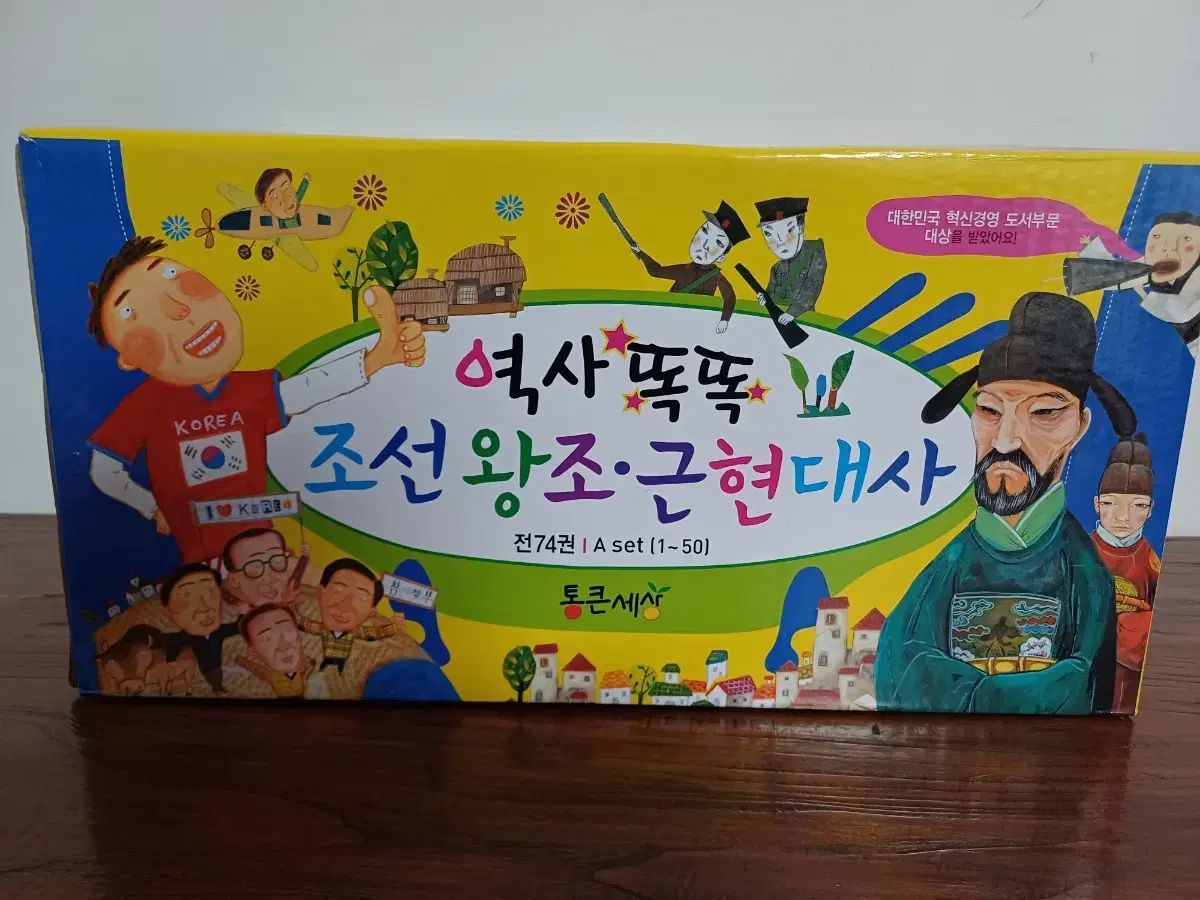 대한민국 혁신경영 도서부문
대상을 받았어요!
역사 똑똑
조선 왕조·근현대사
전74권 | A set (1~50)
통큰세상
KOREA
I KOREA